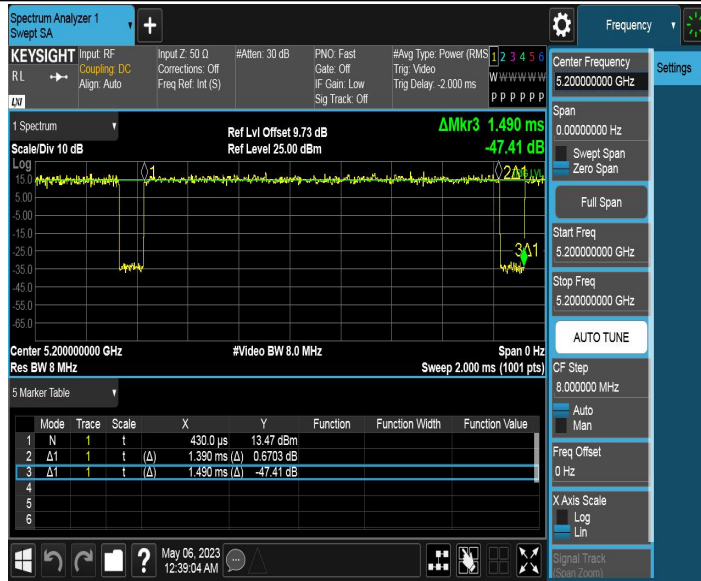 Spectrum Analyzer 1
Swept SA
Frequency
KEYSIGHT
RL
LXI
Input: RF
Coupling: DC
Align: Auto
Input Z: 50 Ω
Corrections: Off
Freq Ref: Int (S)
#Atten: 30 dB
PNO: Fast
Gate: Off
IF Gain: Low
Sig Track: Off
#Avg Type: Power (RMS
Trig: Video
Trig Delay: -2.000 ms
1 2 3 4 5 6
W W W W W W
P P P P P P
1 Spectrum
Scale/Div 10 dB
Ref Lvl Offset 9.73 dB
Ref Level 25.00 dBm
ΔMkr3 1.490 ms
-47.41 dB
Log
15.0
5.00
-5.00
-15.0
-25.0
-35.0
-45.0
-55.0
-65.0
1
2Δ1
3Δ1
Center 5.200000000 GHz
Res BW 8 MHz
#Video BW 8.0 MHz
Span 0 Hz
Sweep 2.000 ms (1001 pts)
5 Marker Table
Mode Trace Scale X Y Function Function Width Function Value
1 N 1 t 430.0 µs 13.47 dBm
2 Δ1 1 t (Δ) 1.390 ms (Δ) 0.6703 dB
3 Δ1 1 t (Δ) 1.490 ms (Δ) -47.41 dB
4
5
6
May 06, 2023
12:39:04 AM
Center Frequency
5.200000000 GHz
Settings
Span
0.00000000 Hz
Swept Span
Zero Span
Full Span
Start Freq
5.200000000 GHz
Stop Freq
5.200000000 GHz
AUTO TUNE
CF Step
8.000000 MHz
Auto
Man
Freq Offset
0 Hz
X Axis Scale
Log
Lin
Signal Track
(Span Zoom)